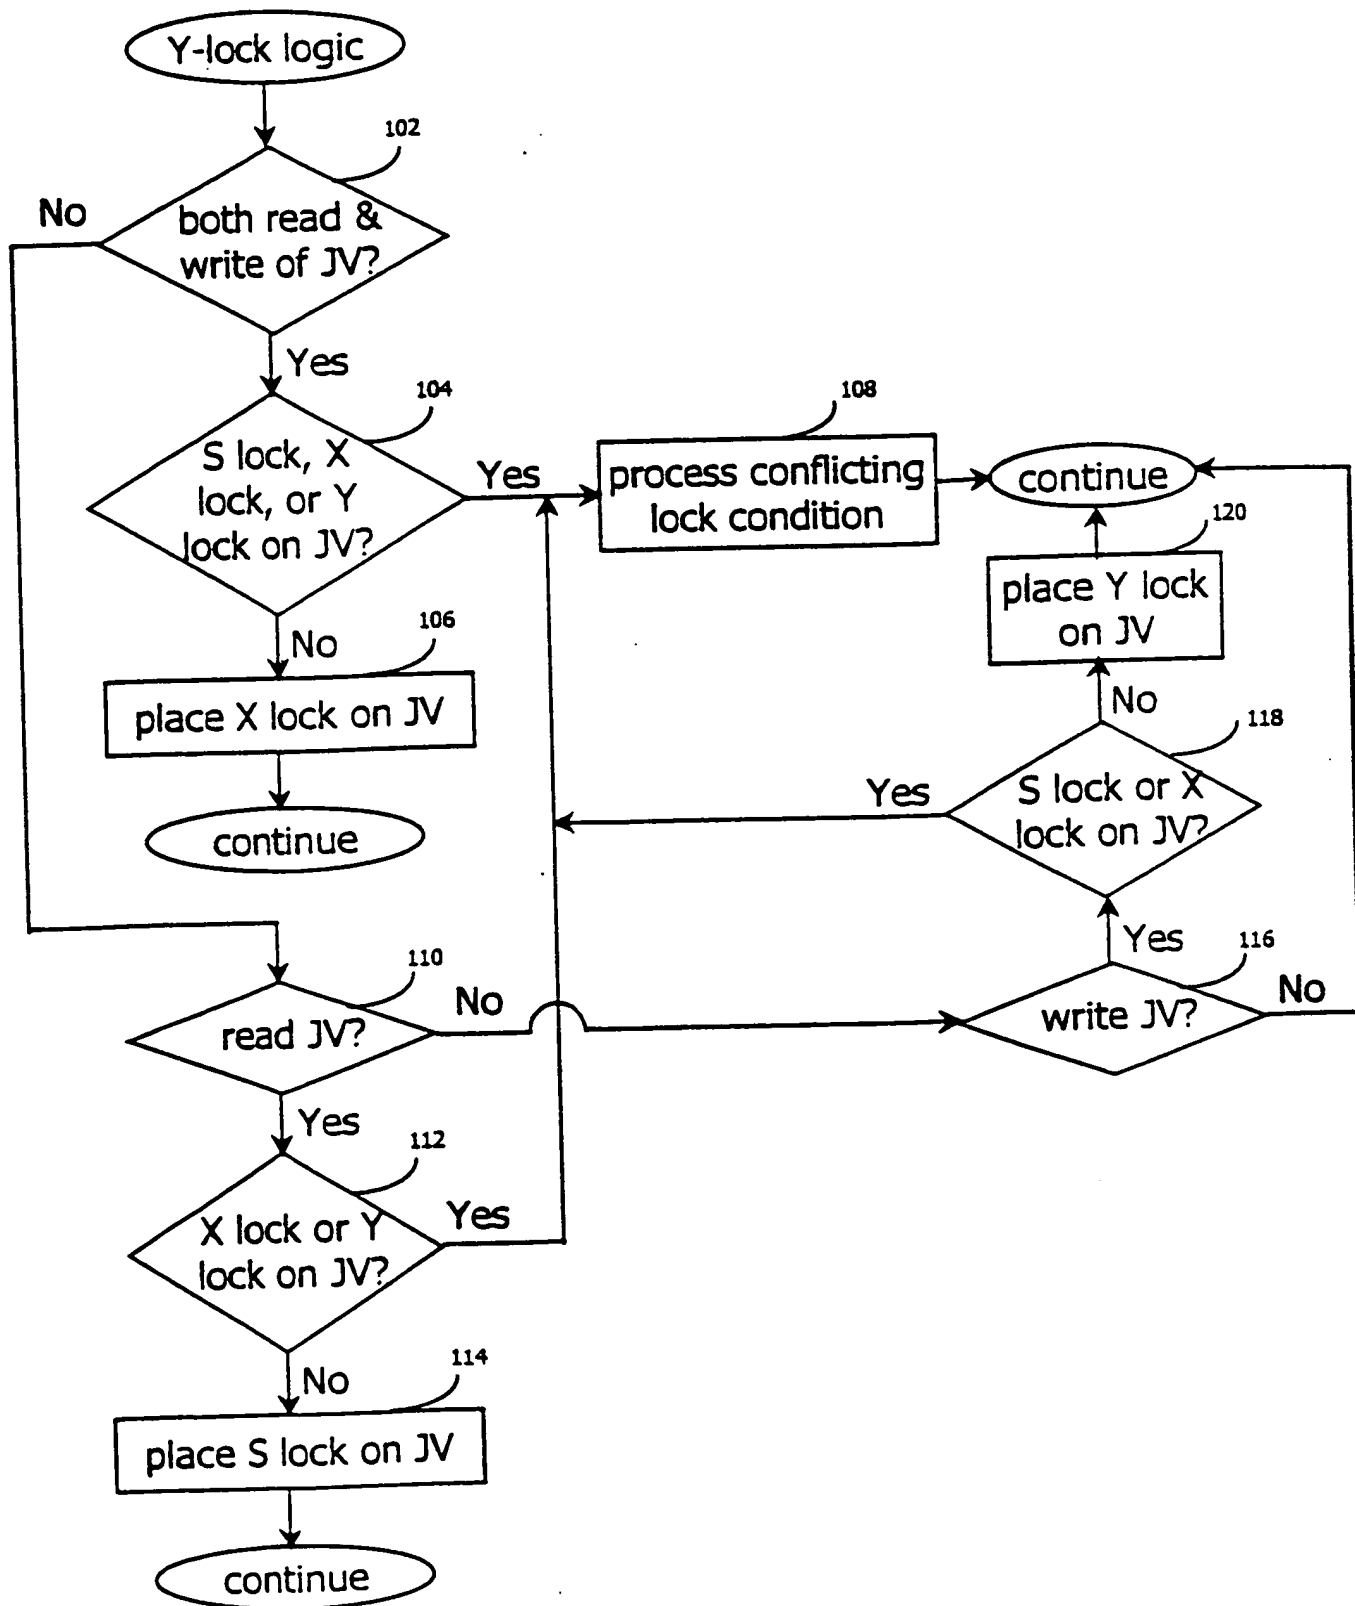 Y-lock logic
102
No
both read &
write of JV?
Yes
104
S lock, X
lock, or Y
lock on JV?
Yes
108
process conflicting
lock condition
continue
120
place Y lock
on JV
No
106
place X lock on JV
No
118
Yes
S lock or X
lock on JV?
continue
Yes
116
110
No
No
read JV?
write JV?
Yes
112
X lock or Y
lock on JV?
Yes
No
114
place S lock on JV
continue